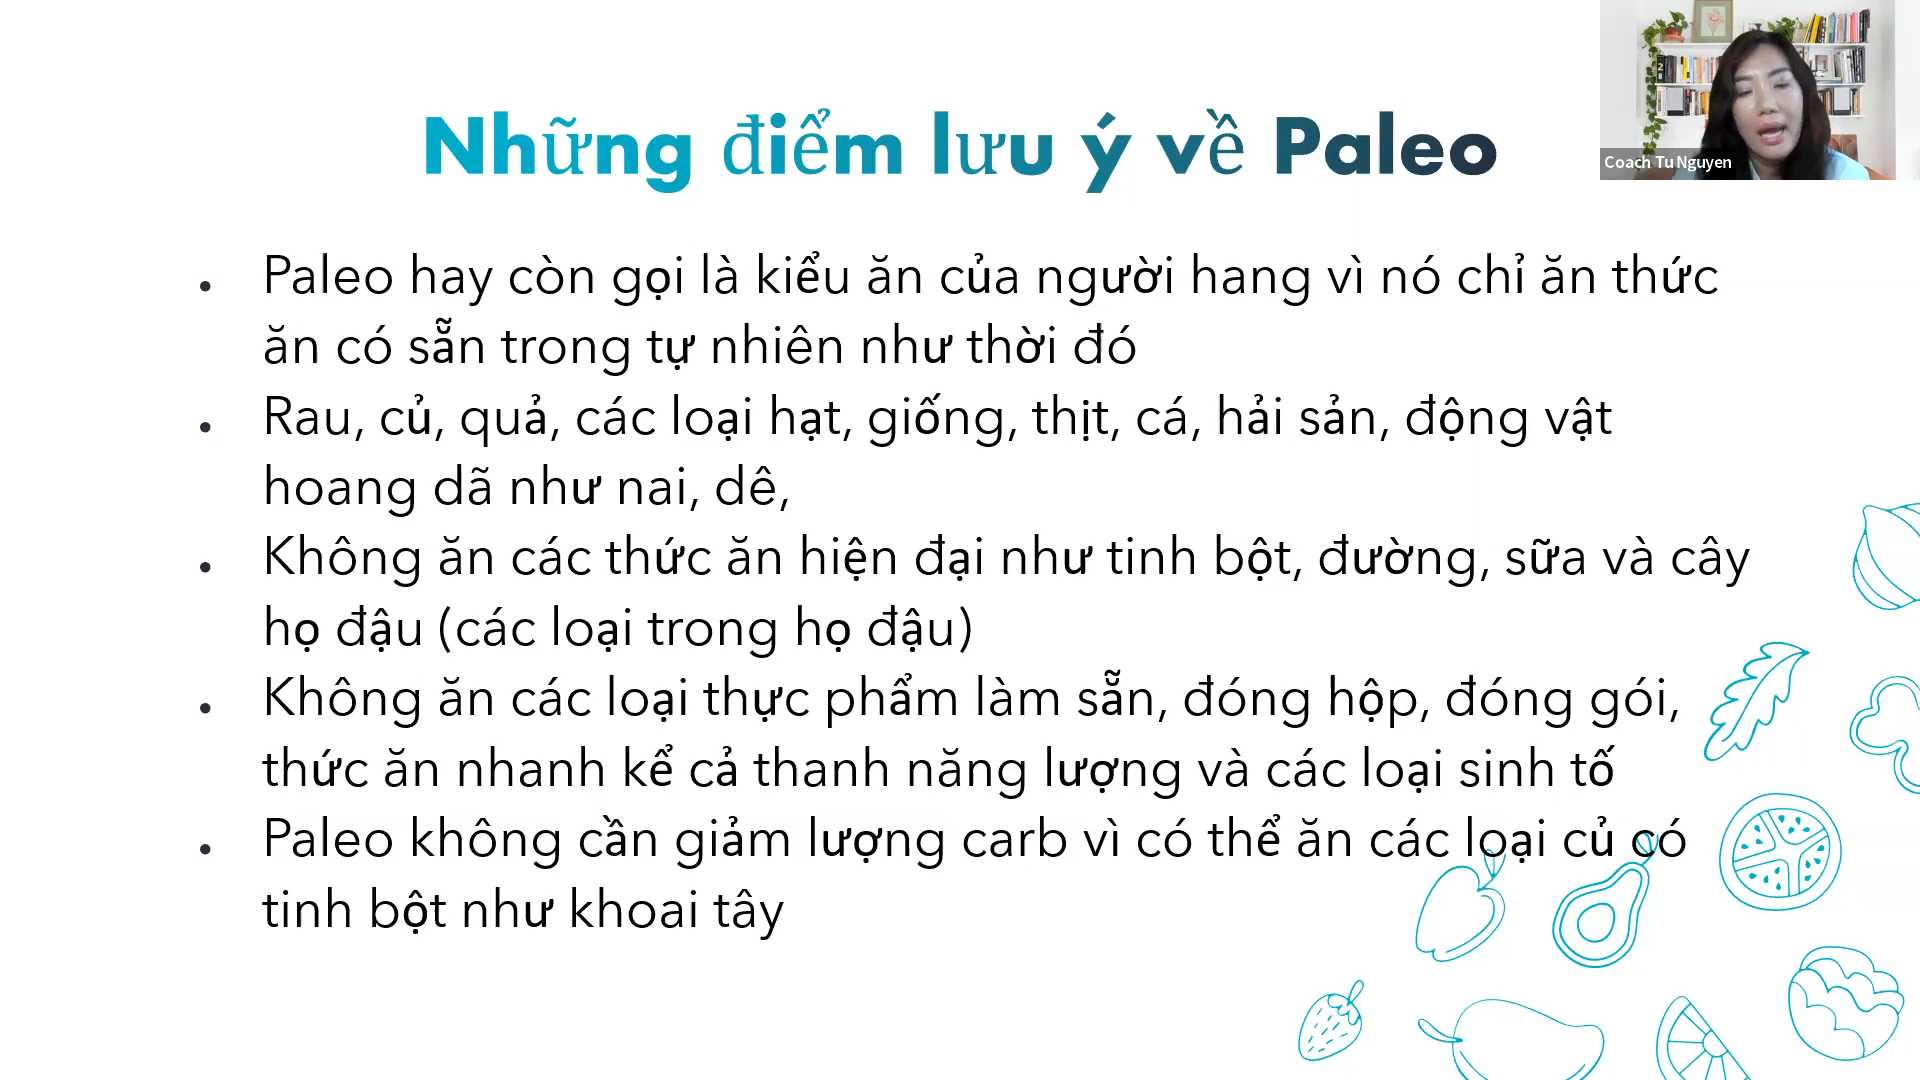 Những điểm lưu ý về Paleo
Coach Tu Nguyen
Paleo hay còn gọi là kiểu ăn của người hang vì nó chỉ ăn thức
ăn có sẵn trong tự nhiên như thời đó
Rau, củ, quả, các loại hạt, giống, thịt, cá, hải sản, động vật
hoang dã như nai, dê,
Không ăn các thức ăn hiện đại như tinh bột, đường, sữa và cây
họ đậu (các loại trong họ đậu)
Không ăn các loại thực phẩm làm sẵn, đóng hộp, đóng gói,
thức ăn nhanh kể cả thanh năng lượng và các loại sinh tố
Paleo không cần giảm lượng carb vì có thể ăn các loại củ có
tinh bột như khoai tây